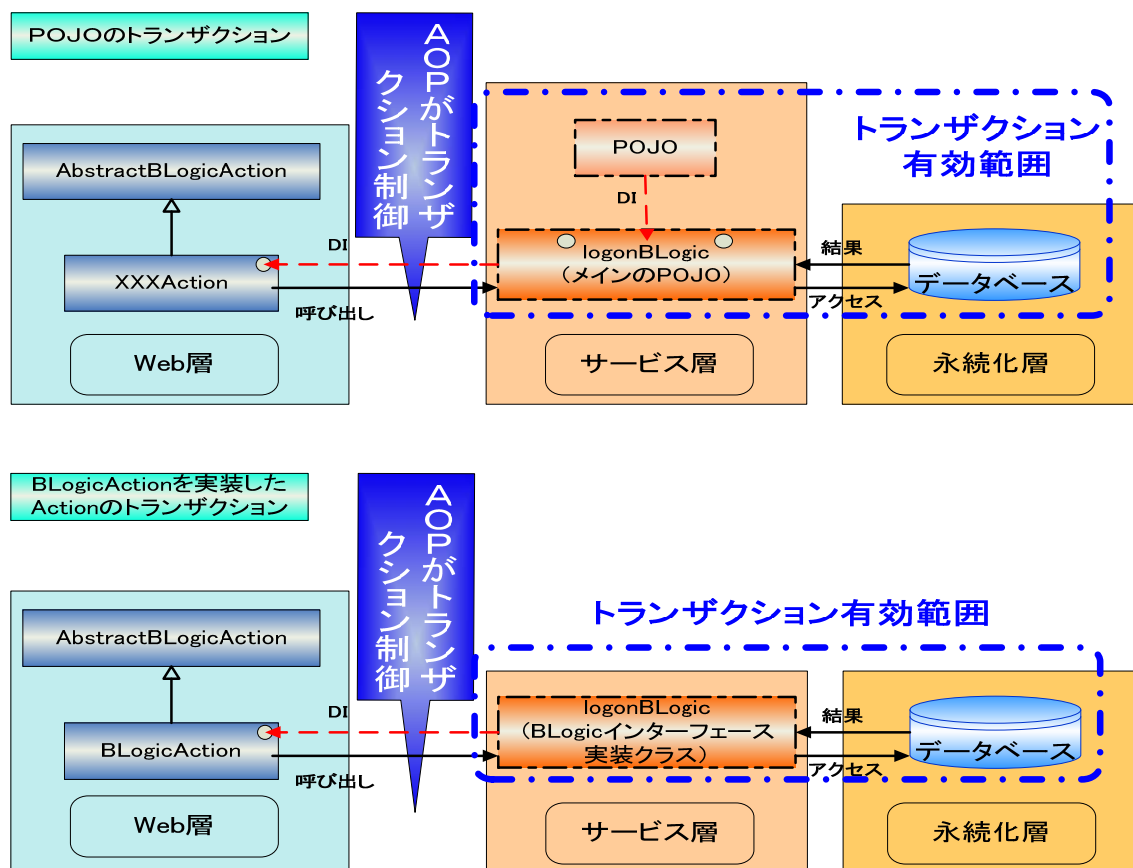 POJOのトランザクション
AOPがトランザ
クション制御
AbstractBLogicAction
XXXAction
DI
呼び出し
Web層
POJO
DI
logonBLogic
(メインのPOJO)
サービス層
トランザクション
有効範囲
結果
アクセス
データベース
永続化層
BLogicActionを実装した
Actionのトランザクション
AOPがトランザ
クション制御
AbstractBLogicAction
BLogicAction
DI
呼び出し
Web層
トランザクション有効範囲
logonBLogic
(BLogicインターフェース
実装クラス)
サービス層
結果
アクセス
データベース
永続化層